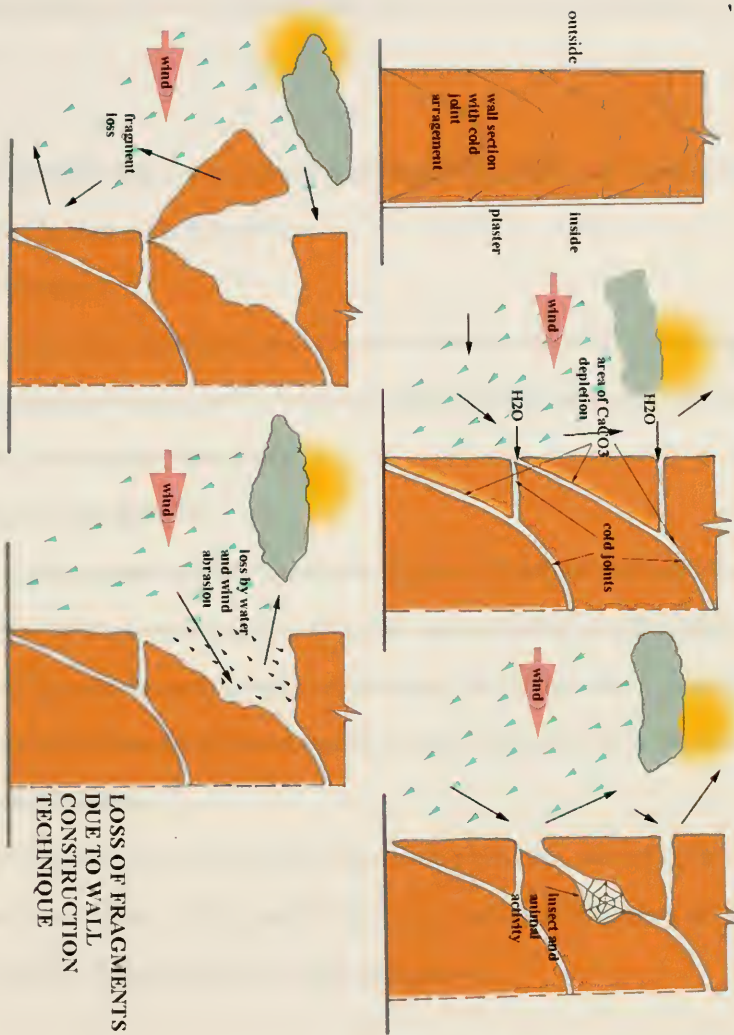 outside
wall section
with cold
joint
arragement
inside
plaster
H2O
area of CaCO3
depletion
wind
H2O
cold joints
wind
insect and
animal
activity
wind
fragment
loss
loss by water
and wind
abrasion
wind
LOSS OF FRAGMENTS
DUE TO WALL
CONSTRUCTION
TECHNIQUE